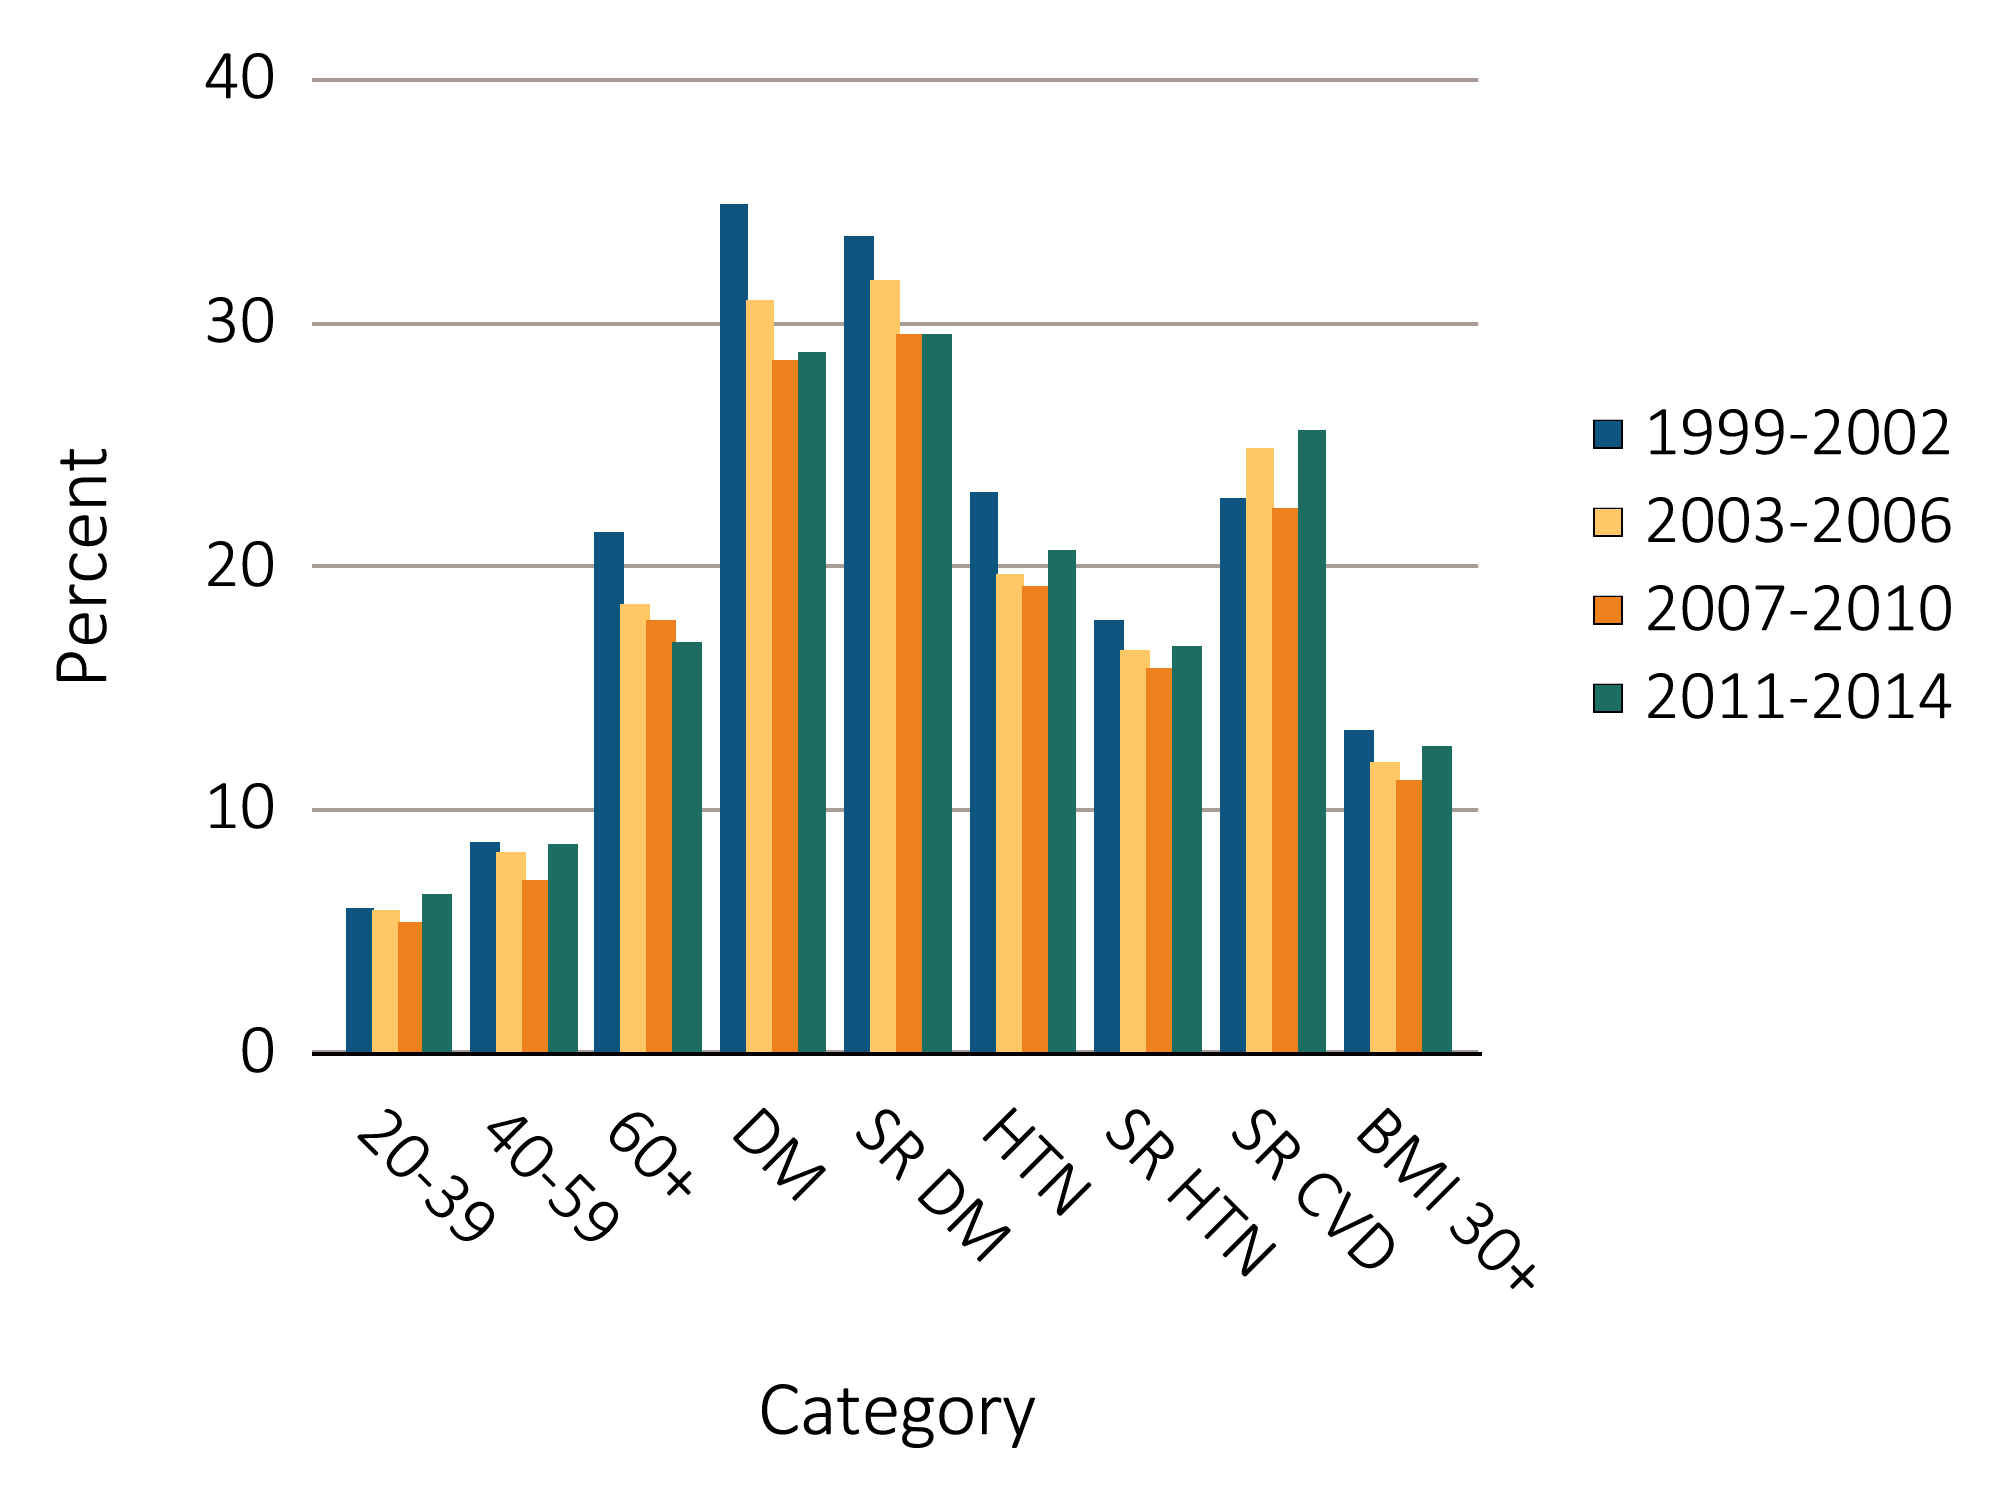 40
30
20
10
0
Percent
20-39
40-59
60+
DM
SR DM
HTN
SR HTN
SR CVD
BMI 30+
Category
1999-2002
2003-2006
2007-2010
2011-2014